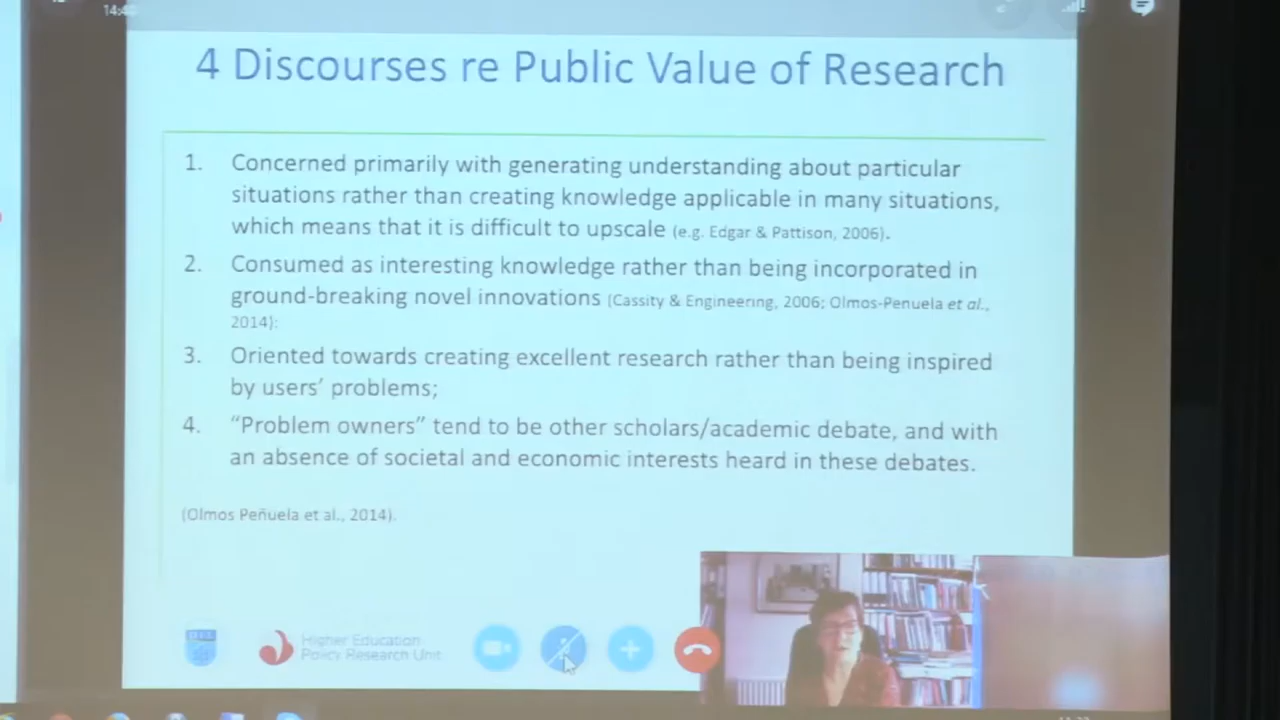 4 Discourses re Public Value of Research
1. Concerned primarily with generating understanding about particular
situations rather than creating knowledge applicable in many situations,
which means that it is difficult to upscale (e.g. Edgar & Pattison, 2006).
2. Consumed as interesting knowledge rather than being incorporated in
ground-breaking novel innovations (Cassity & Engineering, 2006; Olmos-Penuela et al.,
2014):
3. Oriented towards creating excellent research rather than being inspired
by users’ problems;
4. “Problem owners” tend to be other scholars/academic debate, and with
an absence of societal and economic interests heard in these debates.
(Olmos Peñuela et al., 2014).
Higher Education
Policy Research Unit